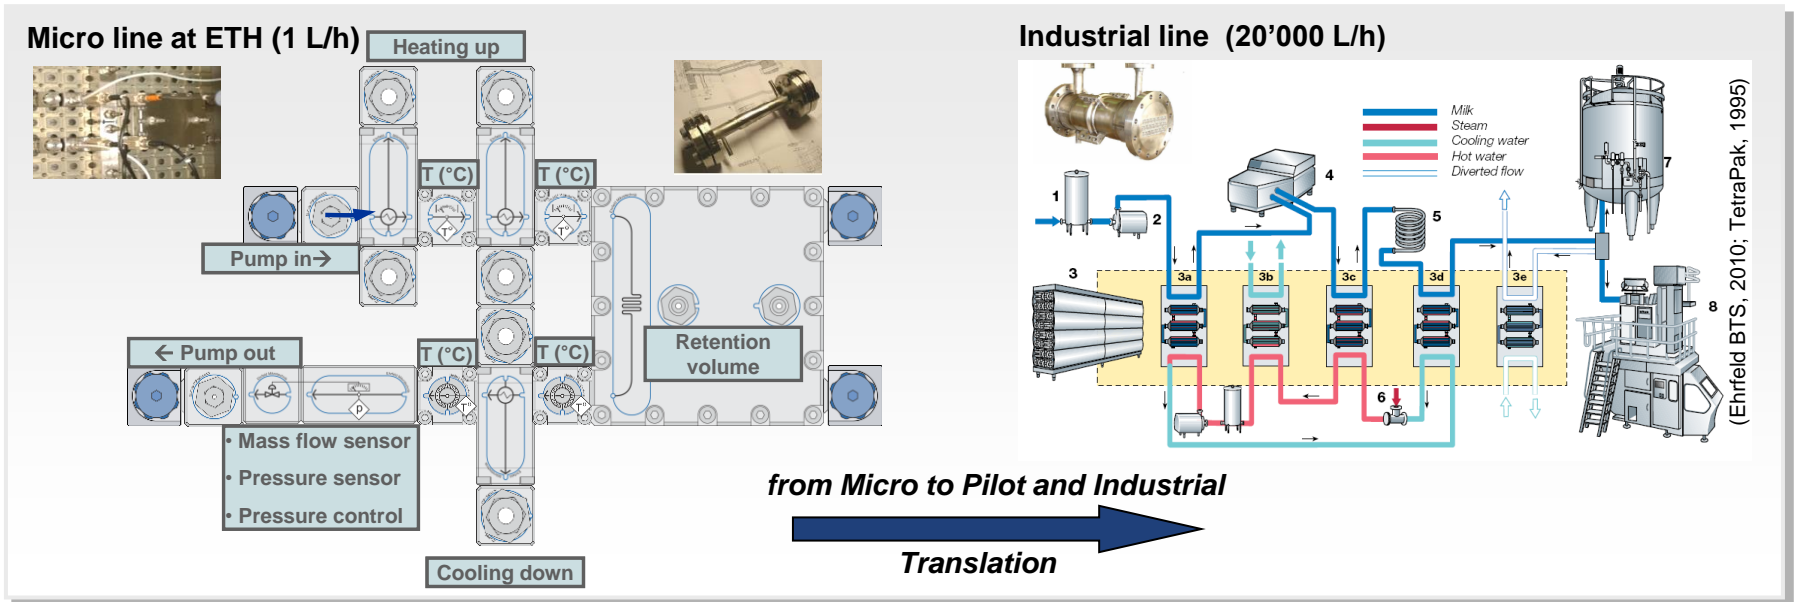 Micro line at ETH (1 L/h)
Heating up
T (°C)
T (°C)
T°
T°
Pump in→
Retention
volume
← Pump out
T (°C)
T (°C)
T°
T°
p
• Mass flow sensor
• Pressure sensor
• Pressure control
Cooling down
from Micro to Pilot and Industrial
Translation
Industrial line (20’000 L/h)
Milk
Steam
Cooling water
Hot water
Diverted flow
1
2
3
3a
3b
3c
3d
3e
4
5
6
7
8
(Ehrfeld BTS, 2010; TetraPak, 1995)